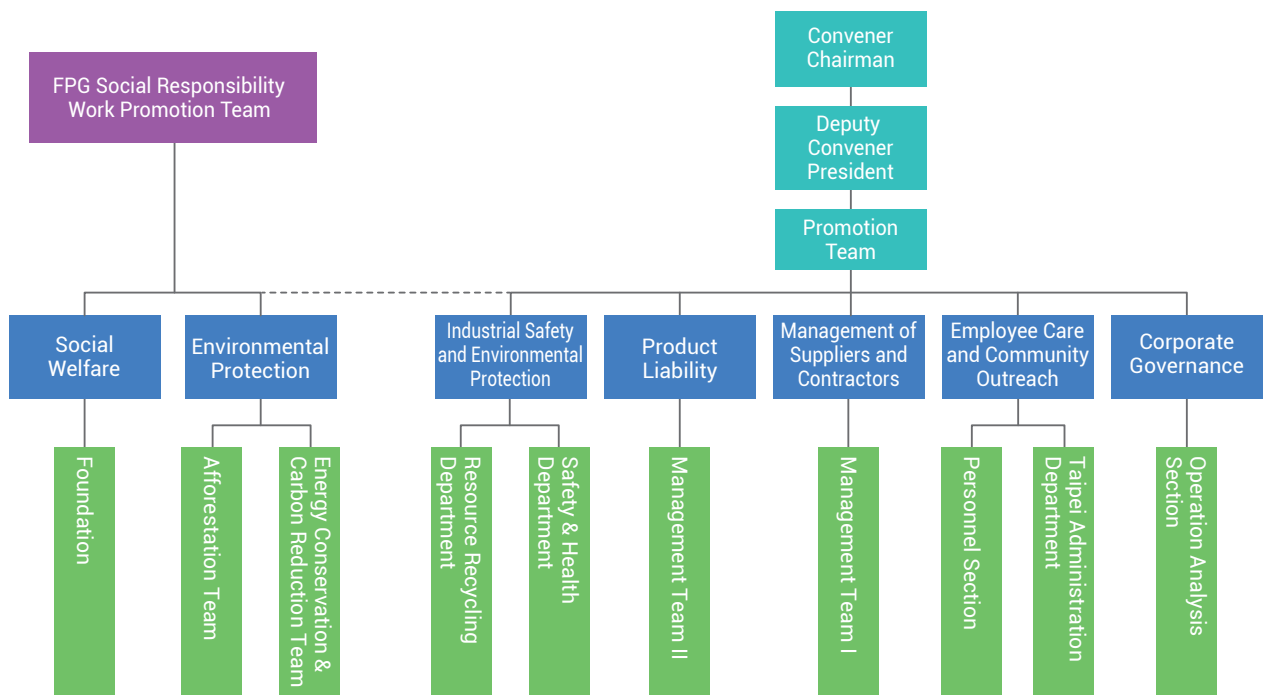 FPG Social Responsibility
Work Promotion Team
Convener
Chairman
Deputy
Convener
President
Promotion
Team
Social
Welfare
Environmental
Protection
Industrial Safety
and Environmental
Protection
Product
Liability
Management of
Suppliers and
Contractors
Employee Care
and Community
Outreach
Corporate
Governance
Foundation
Afforestation Team
Energy Conservation &
Carbon Reduction Team
Resource Recycling
Department
Safety & Health
Department
Management Team II
Management Team I
Personnel Section
Taipei Administration
Department
Operation Analysis
Section